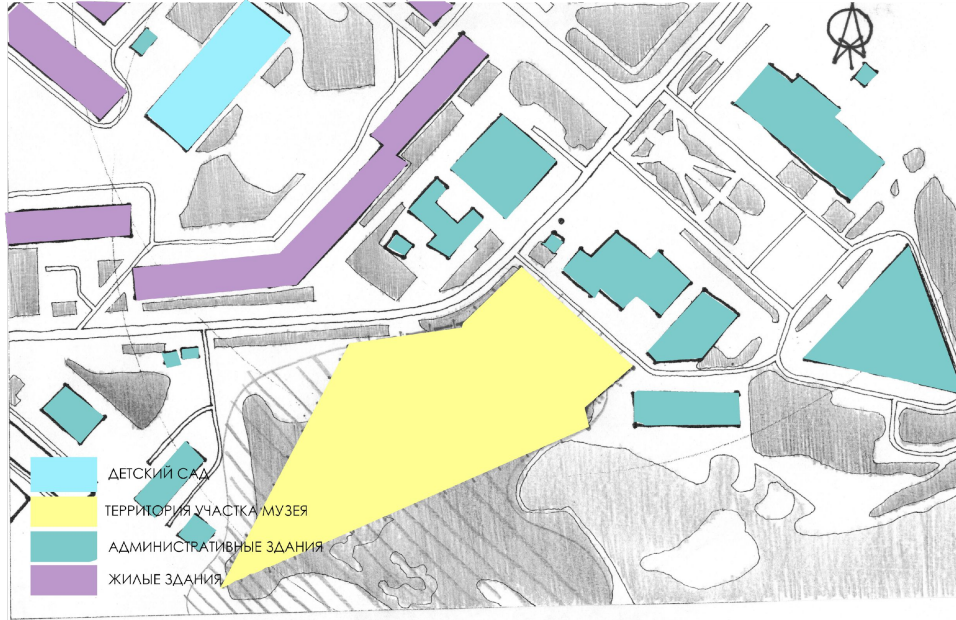 ДЕТСКИЙ САД
ТЕРРИТОРИЯ УЧАСТКА МУЗЕЯ
АДМИНИСТРАТИВНЫЕ ЗДАНИЯ
ЖИЛЫЕ ЗДАНИЯ